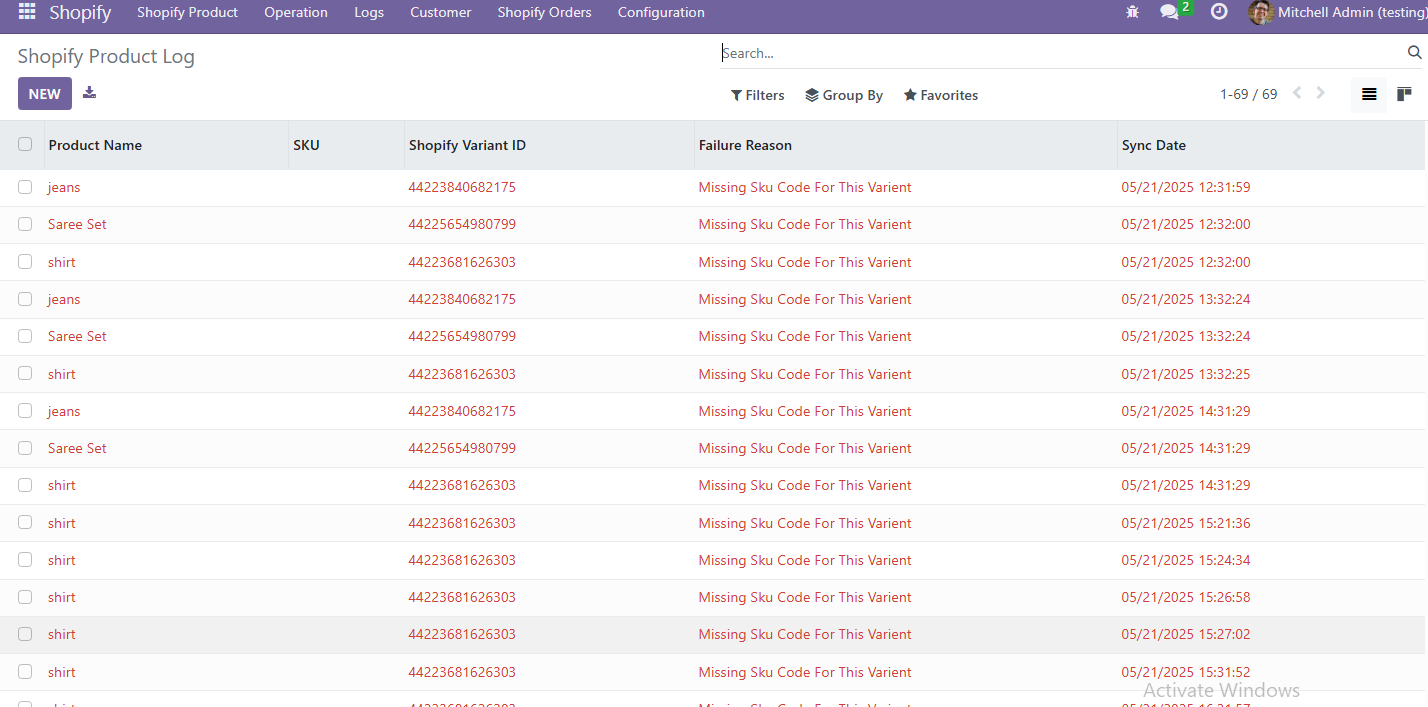 Shopify Shopify Product Operation Logs Customer Shopify Orders Configuration 2 Mitchell Admin (testing)
Shopify Product Log Search...
NEW Filters Group By Favorites 1-69 / 69
Product Name SKU Shopify Variant ID Failure Reason Sync Date
jeans 44223840682175 Missing Sku Code For This Varient 05/21/2025 12:31:59
Saree Set 44225654980799 Missing Sku Code For This Varient 05/21/2025 12:32:00
shirt 44223681626303 Missing Sku Code For This Varient 05/21/2025 12:32:00
jeans 44223840682175 Missing Sku Code For This Varient 05/21/2025 13:32:24
Saree Set 44225654980799 Missing Sku Code For This Varient 05/21/2025 13:32:24
shirt 44223681626303 Missing Sku Code For This Varient 05/21/2025 13:32:25
jeans 44223840682175 Missing Sku Code For This Varient 05/21/2025 14:31:29
Saree Set 44225654980799 Missing Sku Code For This Varient 05/21/2025 14:31:29
shirt 44223681626303 Missing Sku Code For This Varient 05/21/2025 14:31:29
shirt 44223681626303 Missing Sku Code For This Varient 05/21/2025 15:21:36
shirt 44223681626303 Missing Sku Code For This Varient 05/21/2025 15:24:34
shirt 44223681626303 Missing Sku Code For This Varient 05/21/2025 15:26:58
shirt 44223681626303 Missing Sku Code For This Varient 05/21/2025 15:27:02
shirt 44223681626303 Missing Sku Code For This Varient 05/21/2025 15:31:52
Activate Windows